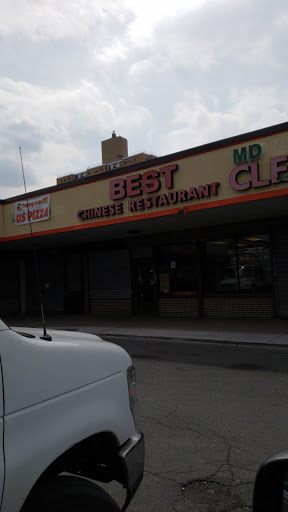 US PIZZA
BEST
CHINESE RESTAURANT
MD
CLE